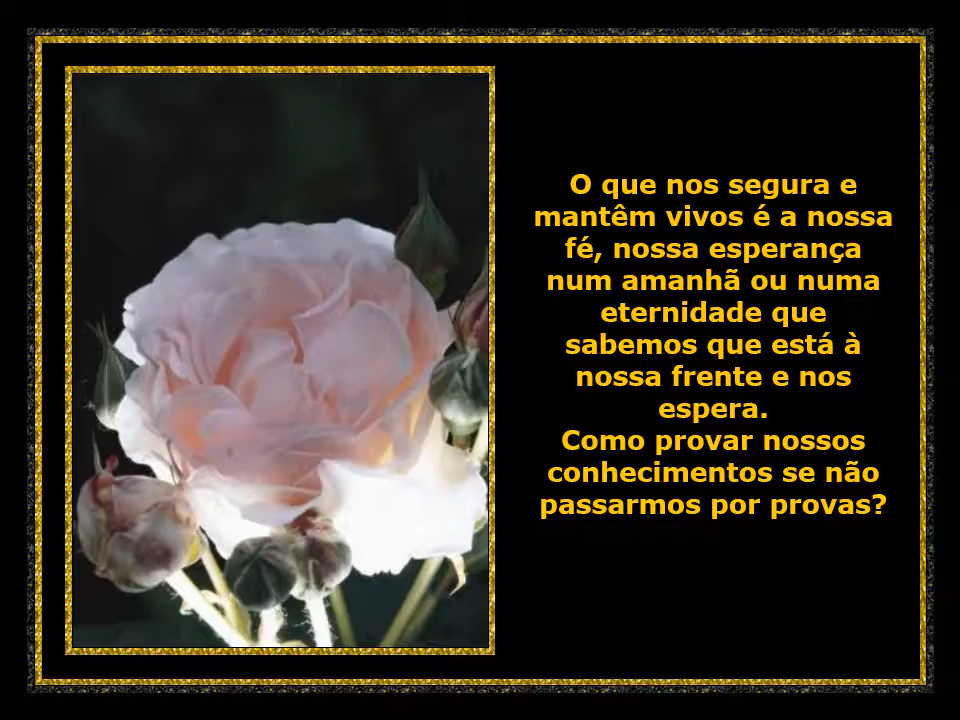 O que nos segura e
mantêm vivos é a nossa
fé, nossa esperança
num amanhã ou numa
eternidade que
sabemos que está à
nossa frente e nos
espera.
Como provar nossos
conhecimentos se não
passarmos por provas?